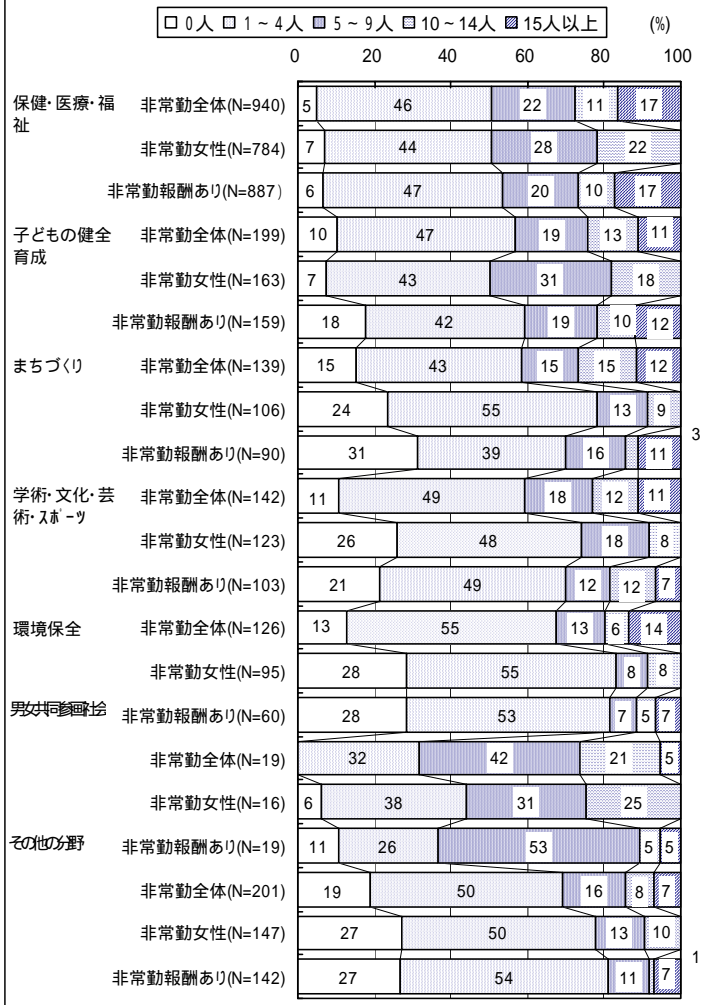 0人 1～4人 5～9人 10～14人 15人以上 (%)
0 20 40 60 80 100
保健・医療・福祉 非常勤全体(N=940) 5 46 22 11 17
非常勤女性(N=784) 7 44 28 22
非常勤報酬あり(N=887) 6 47 20 10 17
子どもの健全育成 非常勤全体(N=199) 10 47 19 13 11
非常勤女性(N=163) 7 43 31 18
非常勤報酬あり(N=159) 18 42 19 10 12
まちづくり 非常勤全体(N=139) 15 43 15 15 12
非常勤女性(N=106) 24 55 13 9
非常勤報酬あり(N=90) 31 39 16 3 11
学術・文化・芸術・スポーツ 非常勤全体(N=142) 11 49 18 12 11
非常勤女性(N=123) 26 48 18 8
非常勤報酬あり(N=103) 21 49 12 12 7
環境保全 非常勤全体(N=126) 13 55 13 6 14
非常勤女性(N=95) 28 55 8 8
男女共同参画社会 非常勤報酬あり(N=60) 28 53 7 5 7
非常勤全体(N=19) 32 42 21 5
非常勤女性(N=16) 6 38 31 25
その他の分野 非常勤報酬あり(N=19) 11 26 53 5 5
非常勤全体(N=201) 19 50 16 8 7
非常勤女性(N=147) 27 50 13 10
非常勤報酬あり(N=142) 27 54 11 1 7